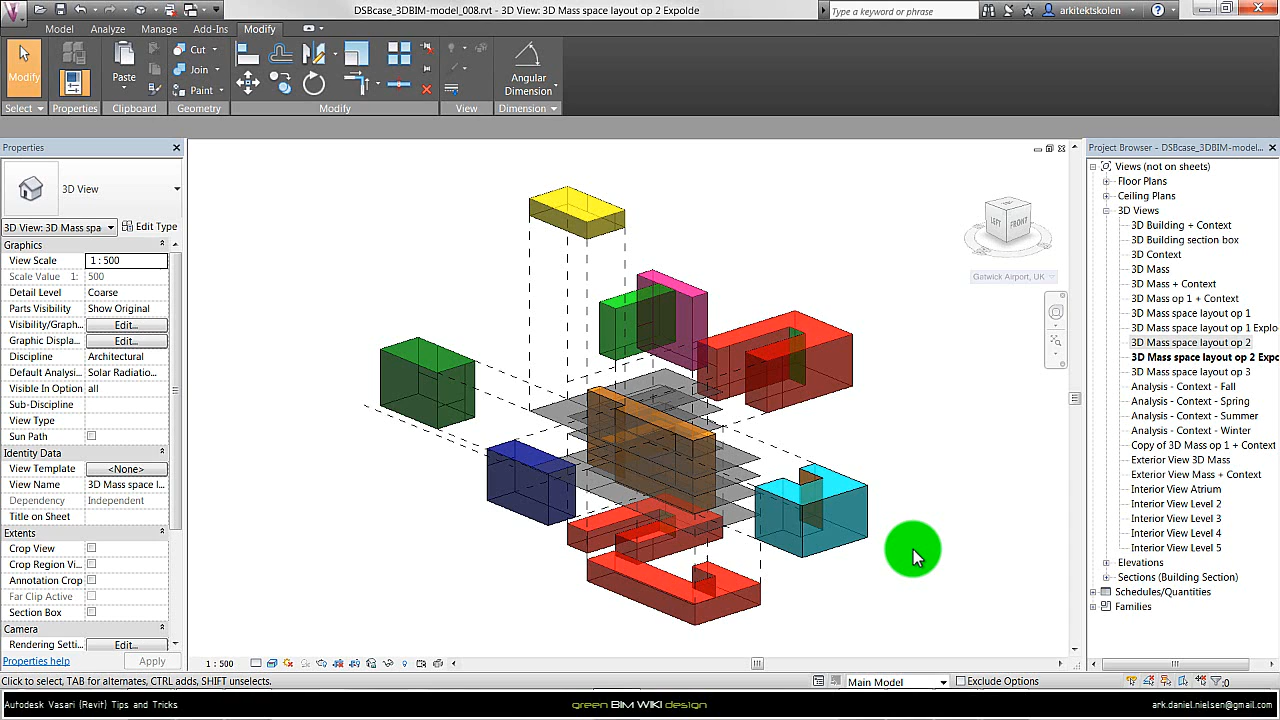 DSBcase_3DBIM-model_008.rvt - 3D View: 3D Mass space layout op 2 Expolde
Type a keyword or phrase
arkitektskolen
Home Analyze Manage Add-Ins Modify
Modify
Paste
Cut
Join
Paint
Angular
Dimension
Select Properties Clipboard Geometry Modify View Dimension
Properties
3D View
3D View: 3D Mass spa Edit Type
Graphics
View Scale 1 : 500
Scale Value 1: 500
Detail Level Coarse
Parts Visibility Show Original
Visibility/Graph... Edit...
Graphic Displa... Edit...
Discipline Architectural
Default Analysi... Solar Radiatio...
Visible In Option all
Sub-Discipline
View Type
Sun Path
Identity Data
View Template <None>
View Name 3D Mass space l...
Dependency Independent
Title on Sheet
Extents
Crop View
Crop Region Vi...
Annotation Crop
Far Clip Active
Section Box
Camera
Rendering Setti... Edit...
Properties help Apply
LEFT FRONT
Gatwick Airport, UK
1 : 500
Project Browser - DSBcase_3DBIM-model...
Views (not on sheets)
Floor Plans
Ceiling Plans
3D Views
3D Building + Context
3D Building section box
3D Context
3D Mass
3D Mass + Context
3D Mass op 1 + Context
3D Mass space layout op 1
3D Mass space layout op 1 Explo
3D Mass space layout op 2
3D Mass space layout op 2 Expo
3D Mass space layout op 3
Analysis - Context - Fall
Analysis - Context - Spring
Analysis - Context - Summer
Analysis - Context - Winter
Copy of 3D Mass op 1 + Context
Exterior View 3D Mass
Exterior View Mass + Context
Interior View Atrium
Interior View Level 2
Interior View Level 3
Interior View Level 4
Interior View Level 5
Elevations
Sections (Building Section)
Schedules/Quantities
Families
Click to select, TAB for alternates, CTRL adds, SHIFT unselects.
Main Model
Exclude Options
:0
Autodesk Vasari (Revit) Tips and Tricks
green BIM WIKI design
ark.daniel.nielsen@gmail.com